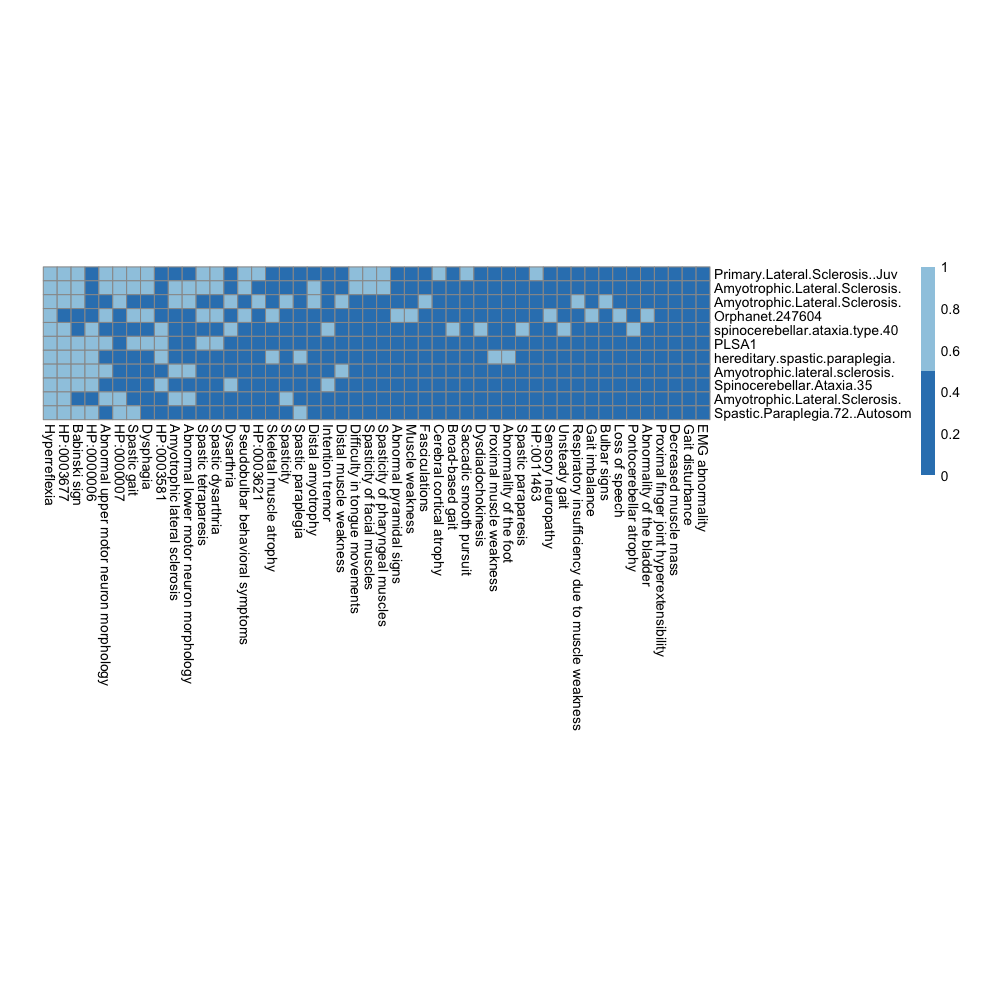 Primary.Lateral.Sclerosis..Juv
Amyotrophic.Lateral.Sclerosis.
Amyotrophic.Lateral.Sclerosis.
Orphanet.247604
spinocerebellar.ataxia.type.40
PLSA1
hereditary.spastic.paraplegia.
Amyotrophic.lateral.sclerosis.
Spinocerebellar.Ataxia.35
Amyotrophic.Lateral.Sclerosis.
Spastic.Paraplegia.72..Autosom
1
0.8
0.6
0.4
0.2
0
Hyperreflexia
HP:0003677
Babinski sign
HP:0000006
Abnormal upper motor neuron morphology
HP:0000007
Spastic gait
Dysphagia
HP:0003581
Amyotrophic lateral sclerosis
Abnormal lower motor neuron morphology
Spastic tetraparesis
Spastic dysarthria
Dysarthria
Pseudobulbar behavioral symptoms
HP:0003621
Skeletal muscle atrophy
Spasticity
Spastic paraplegia
Distal amyotrophy
Intention tremor
Distal muscle weakness
Difficulty in tongue movements
Spasticity of facial muscles
Spasticity of pharyngeal muscles
Abnormal pyramidal signs
Muscle weakness
Fasciculations
Cerebral cortical atrophy
Broad-based gait
Saccadic smooth pursuit
Dysdiadochokinesis
Proximal muscle weakness
Abnormality of the foot
Spastic paraparesis
HP:0011463
Sensory neuropathy
Unsteady gait
Respiratory insufficiency due to muscle weakness
Gait imbalance
Bulbar signs
Loss of speech
Pontocerebellar atrophy
Abnormality of the bladder
Proximal finger joint hyperextensibility
Decreased muscle mass
Gait disturbance
EMG abnormality